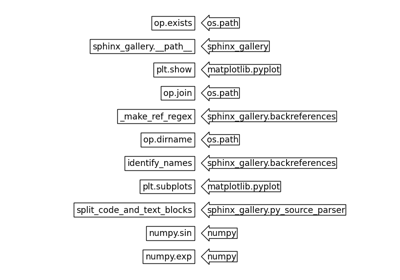 op.exists os.path
sphinx_gallery.__path__ sphinx_gallery
plt.show matplotlib.pyplot
op.join os.path
_make_ref_regex sphinx_gallery.backreferences
op.dirname os.path
identify_names sphinx_gallery.backreferences
plt.subplots matplotlib.pyplot
split_code_and_text_blocks sphinx_gallery.py_source_parser
numpy.sin numpy
numpy.exp numpy